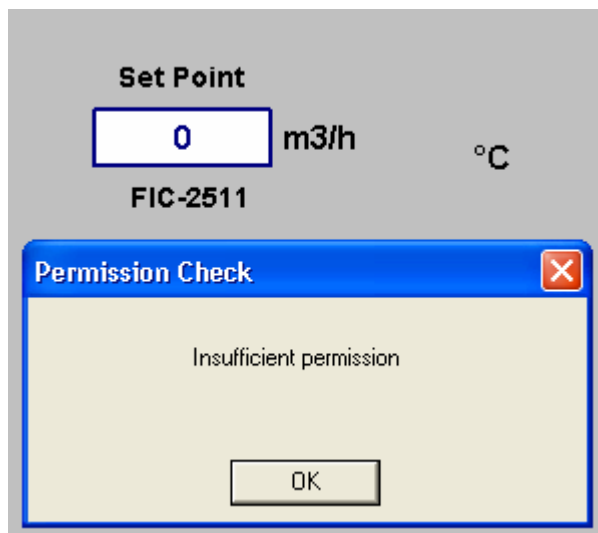 Set Point
0 m3/h °C
FIC-2511
Permission Check
Insufficient permission
OK